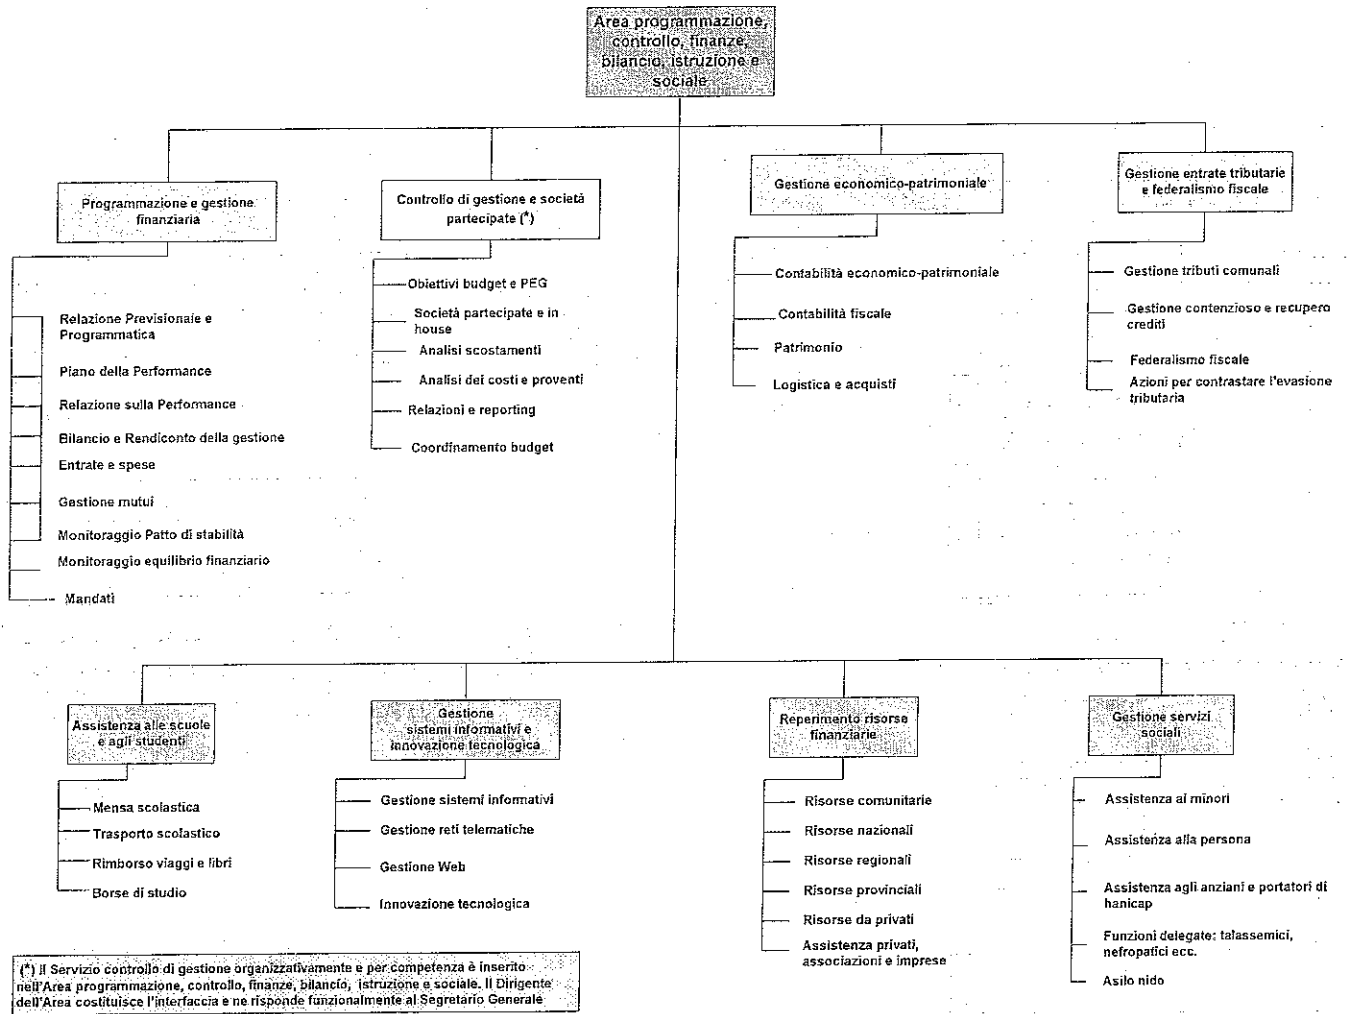 Area programmazione,
controllo, finanze,
bilancio, istruzione e
sociale
Programmazione e gestione
finanziaria
Relazione Previsionale e
Programmatica
Piano della Performance
Relazione sulla Performance
Bilancio e Rendiconto della gestione
Entrate e spese
Gestione mutui
Monitoraggio Patto di stabilità
Monitoraggio equilibrio finanziario
Mandati
Controllo di gestione e società
partecipate (*)
Obiettivi budget e PEG
Società partecipate e in
house
Analisi scostamenti
Analisi dei costi e proventi
Relazioni e reporting
Coordinamento budget
Gestione economico-patrimoniale
Contabilità economico-patrimoniale
Contabilità fiscale
Patrimonio
Logistica e acquisti
Gestione entrate tributarie
e federalismo fiscale
Gestione tributi comunali
Gestione contenzioso e recupero
crediti
Federalismo fiscale
Azioni per contrastare l'evasione
tributaria
Assistenza alle scuole
e agli studenti
Mensa scolastica
Trasporto scolastico
Rimborso viaggi e libri
Borse di studio
Gestione
sistemi informativi e
innovazione tecnologica
Gestione sistemi informativi
Gestione reti telematiche
Gestione Web
Innovazione tecnologica
Reperimento risorse
finanziarie
Risorse comunitarie
Risorse nazionali
Risorse regionali
Risorse provinciali
Risorse da privati
Assistenza privati,
associazioni e imprese
Gestione servizi
sociali
Assistenza ai minori
Assistenza alla persona
Assistenza agli anziani e portatori di
hanicap
Funzioni delegate: talassemici,
nefropatici ecc.
Asilo nido
(*) Il Servizio controllo di gestione organizzativamente e per competenza è inserito
nell'Area programmazione, controllo, finanze, bilancio, istruzione e sociale. Il Dirigente
dell'Area costituisce l'interfaccia e ne risponde funzionalmente al Segretario Generale